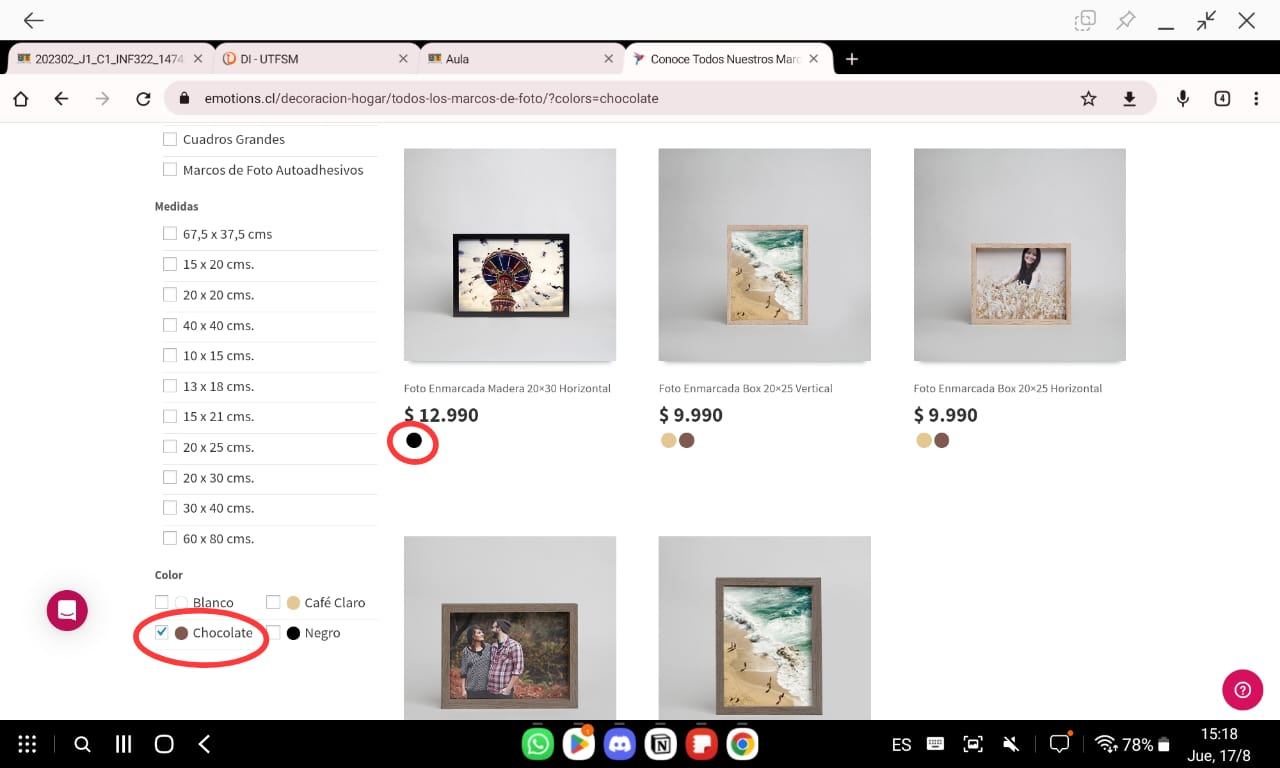 202302_J1_C1_INF322_1474
DI - UTFSM
Aula
Conoce Todos Nuestros Marc
emotions.cl/decoracion-hogar/todos-los-marcos-de-foto/?colors=chocolate
4
Cuadros Grandes
Marcos de Foto Autoadhesivos
Medidas
67,5 x 37,5 cms
15 x 20 cms.
20 x 20 cms.
40 x 40 cms.
10 x 15 cms.
13 x 18 cms.
15 x 21 cms.
20 x 25 cms.
20 x 30 cms.
30 x 40 cms.
60 x 80 cms.
Color
Blanco
Café Claro
Chocolate
Negro
Foto Enmarcada Madera 20×30 Horizontal
$ 12.990
Foto Enmarcada Box 20×25 Vertical
$ 9.990
Foto Enmarcada Box 20×25 Horizontal
$ 9.990
ES
78%
15:18
Jue, 17/8